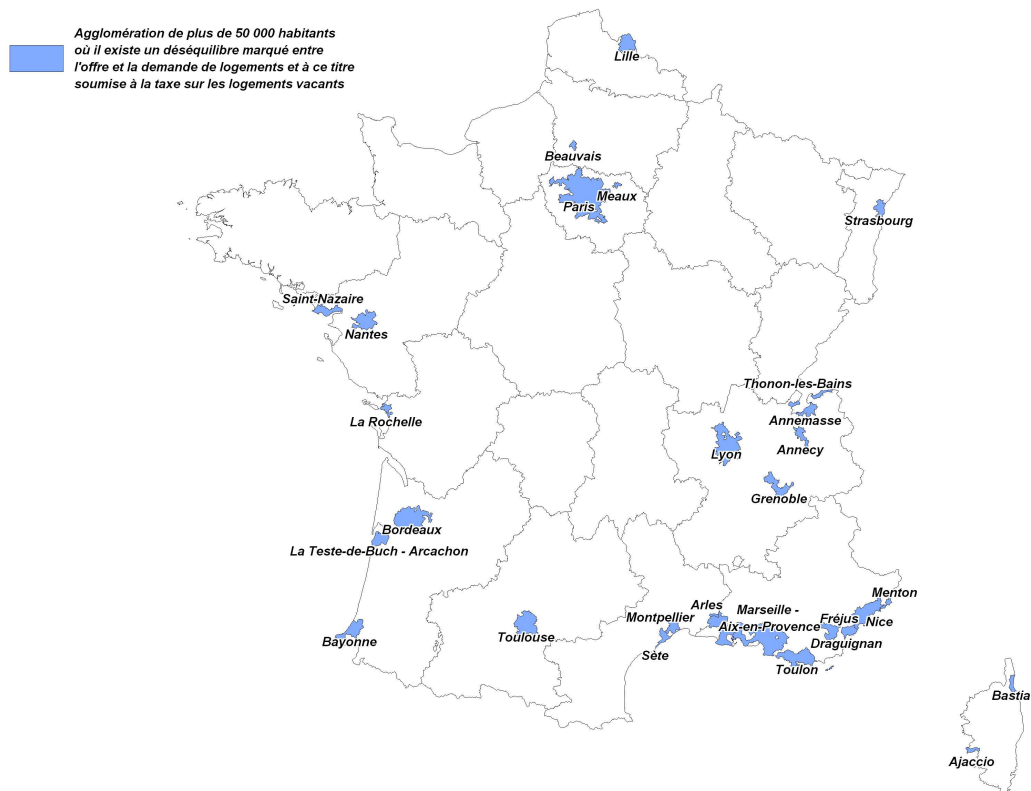 Agglomération de plus de 50 000 habitants
où il existe un déséquilibre marqué entre
l'offre et la demande de logements et à ce titre
soumise à la taxe sur les logements vacants
Lille
Beauvais
Meaux
Paris
Strasbourg
Saint-Nazaire
Nantes
Thonon-les-Bains
La Rochelle
Annemasse
Lyon
Annecy
Grenoble
Bordeaux
La Teste-de-Buch - Arcachon
Menton
Arles
Marseille -
Aix-en-Provence
Montpellier
Fréjus
Nice
Bayonne
Toulouse
Draguignan
Sète
Toulon
Bastia
Ajaccio